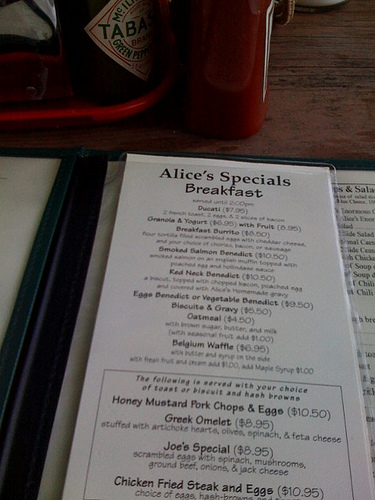 McIL
TABAS
BRAND
GREEN PEPPER
Alice's Specials
Breakfast
served until 2:00pm
Ducati ($7.95)
2 french toast, 2 eggs, & 2 slices of bacon
Granola & Yogurt ($6.95) with Fruit ($8.95)
Breakfast Burrito ($8.50)
flour tortilla filled scrambled eggs with cheddar cheese,
and your choice of chorizo, bacon, or sausage
Smoked Salmon Benedict ($10.50)
smoked salmon on an english muffin topped with
poached egg and hollandaise sauce
Red Neck Benedict ($10.50)
a biscuit, topped with chopped bacon, poached egg
and covered with Alice's homemade gravy
Eggs Benedict or Vegetable Benedict ($9.50)
Biscuits & Gravy ($5.50)
Oatmeal ($4.50)
with brown sugar, butter, and milk
(with seasonal fruit add $1.00)
Belgium Waffle ($6.95)
with butter and syrup on the side
with fresh fruit and cream add $1.00, add Maple Syrup $1.00
The following is served with your choice
of toast or biscuit and hash browns
Honey Mustard Pork Chops & Eggs ($10.50)
Greek Omelet ($8.95)
stuffed with artichoke hearts, olives, spinach, & feta cheese
Joe's Special ($8.95)
scrambled eggs with spinach, mushrooms,
ground beef, onions, & jack cheese
Chicken Fried Steak and Eggs ($10.95)
choice of eggs, hash-browns
s & Sala